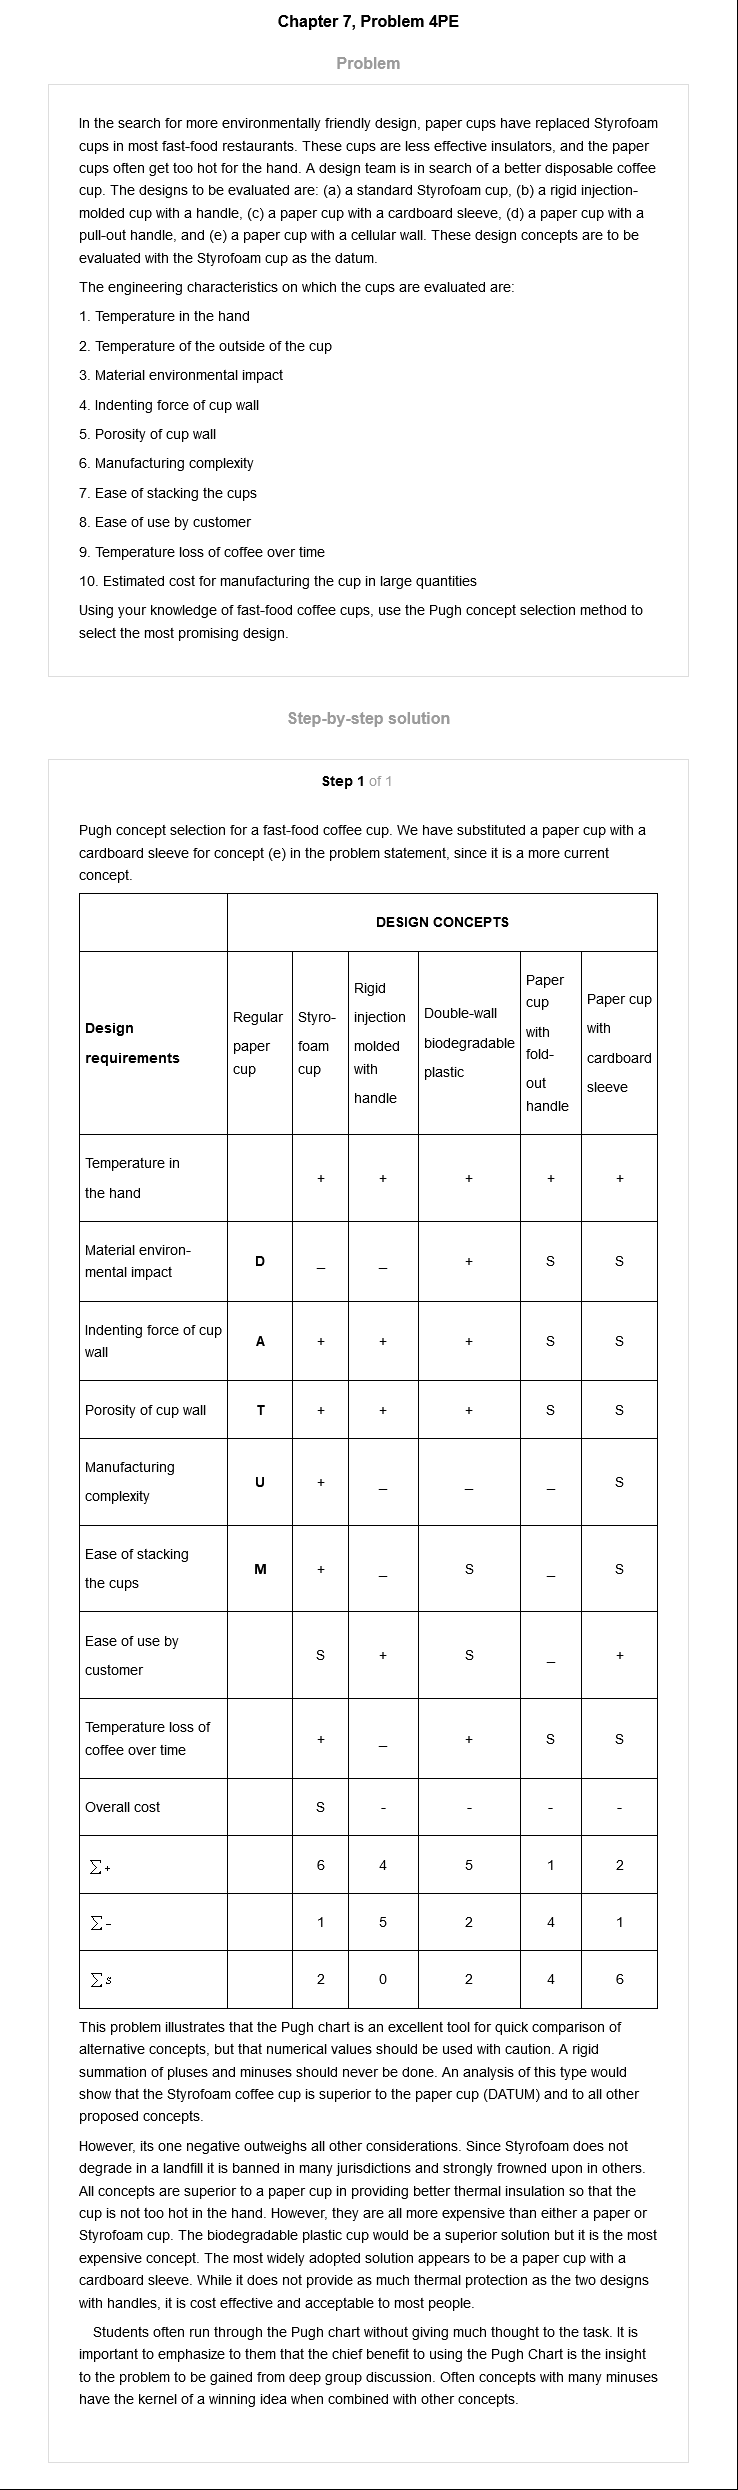 Chapter 7, Problem 4PE
Problem
In the search for more environmentally friendly design, paper cups have replaced Styrofoam
cups in most fast-food restaurants. These cups are less effective insulators, and the paper
cups often get too hot for the hand. A design team is in search of a better disposable coffee
cup. The designs to be evaluated are: (a) a standard Styrofoam cup, (b) a rigid injection-
molded cup with a handle, (c) a paper cup with a cardboard sleeve, (d) a paper cup with a
pull-out handle, and (e) a paper cup with a cellular wall. These design concepts are to be
evaluated with the Styrofoam cup as the datum.
The engineering characteristics on which the cups are evaluated are:
1. Temperature in the hand
2. Temperature of the outside of the cup
3. Material environmental impact
4. Indenting force of cup wall
5. Porosity of cup wall
6. Manufacturing complexity
7. Ease of stacking the cups
8. Ease of use by customer
9. Temperature loss of coffee over time
10. Estimated cost for manufacturing the cup in large quantities
Using your knowledge of fast-food coffee cups, use the Pugh concept selection method to
select the most promising design.
Step-by-step solution
Step 1 of 1
Pugh concept selection for a fast-food coffee cup. We have substituted a paper cup with a
cardboard sleeve for concept (e) in the problem statement, since it is a more current
concept.
DESIGN CONCEPTS
Design
requirements
Regular
paper
cup
Styro-
foam
cup
Rigid
injection
molded
with
handle
Double-wall
biodegradable
plastic
Paper
cup
with
fold-
out
handle
Paper cup
with
cardboard
sleeve
Temperature in
the hand
+ + + + +
Material environ-
mental impact
D _ _ + S S
Indenting force of cup
wall
A + + + S S
Porosity of cup wall T + + + S S
Manufacturing
complexity
U + _ _ _ S
Ease of stacking
the cups
M + _ S _ S
Ease of use by
customer
S + S _ +
Temperature loss of
coffee over time
+ _ + S S
Overall cost S - - - -
∑+ 6 4 5 1 2
∑- 1 5 2 4 1
∑s 2 0 2 4 6
This problem illustrates that the Pugh chart is an excellent tool for quick comparison of
alternative concepts, but that numerical values should be used with caution. A rigid
summation of pluses and minuses should never be done. An analysis of this type would
show that the Styrofoam coffee cup is superior to the paper cup (DATUM) and to all other
proposed concepts.
However, its one negative outweighs all other considerations. Since Styrofoam does not
degrade in a landfill it is banned in many jurisdictions and strongly frowned upon in others.
All concepts are superior to a paper cup in providing better thermal insulation so that the
cup is not too hot in the hand. However, they are all more expensive than either a paper or
Styrofoam cup. The biodegradable plastic cup would be a superior solution but it is the most
expensive concept. The most widely adopted solution appears to be a paper cup with a
cardboard sleeve. While it does not provide as much thermal protection as the two designs
with handles, it is cost effective and acceptable to most people.
Students often run through the Pugh chart without giving much thought to the task. It is
important to emphasize to them that the chief benefit to using the Pugh Chart is the insight
to the problem to be gained from deep group discussion. Often concepts with many minuses
have the kernel of a winning idea when combined with other concepts.